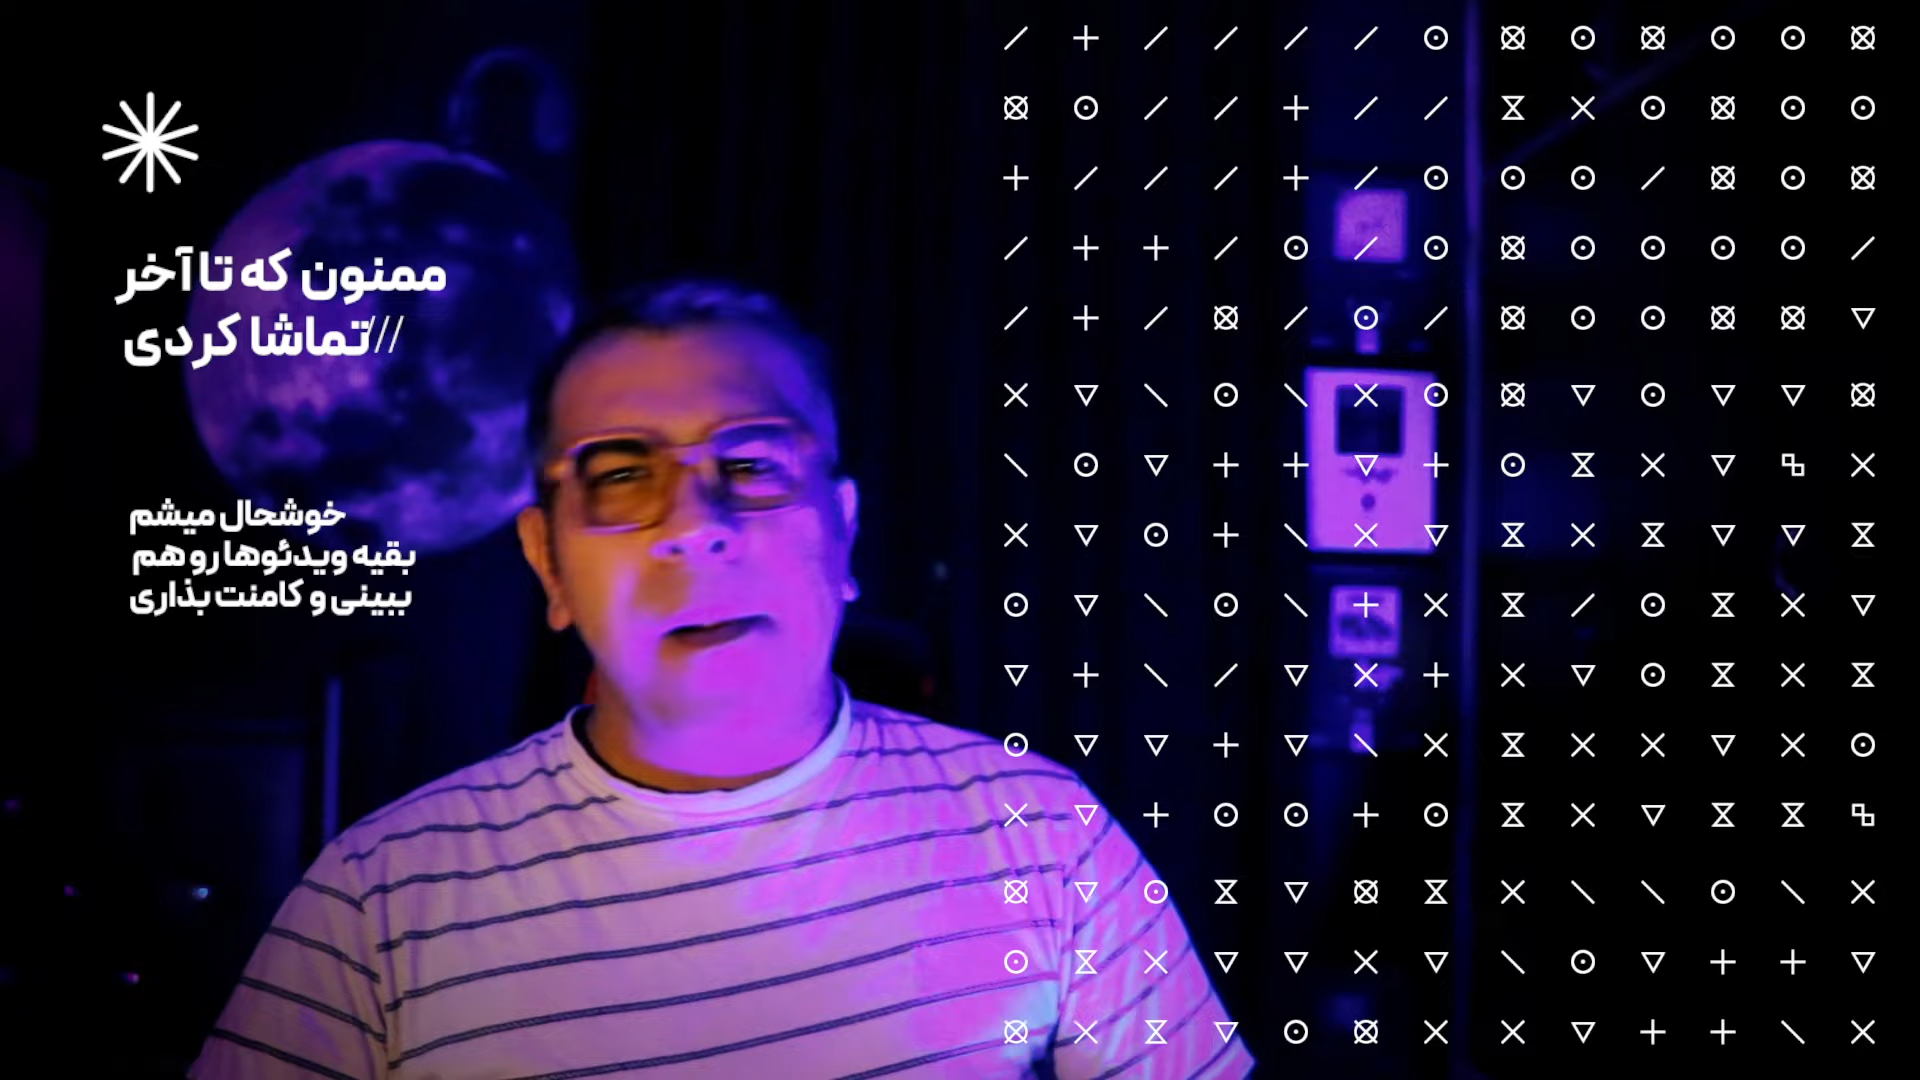 ممنون که تا آخر
///تماشا کردی
خوشحال میشم
بقیه ویدئوها رو هم
ببینی و کامنت بذاری